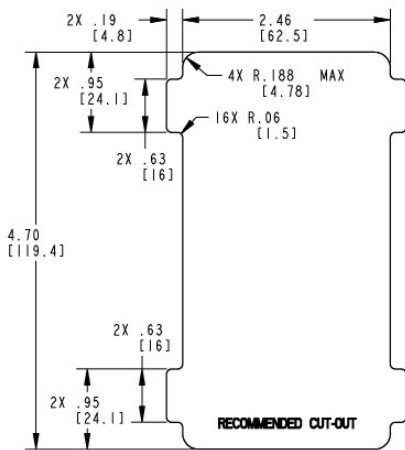 2X .19
[4.8]
2.46
[62.5]
4X R.188 MAX
[4.78]
2X .95
[24.1]
16X R.06
[1.5]
2X .63
[16]
4.70
[119.4]
2X .63
[16]
2X .95
[24.1]
RECOMMENDED CUT-OUT